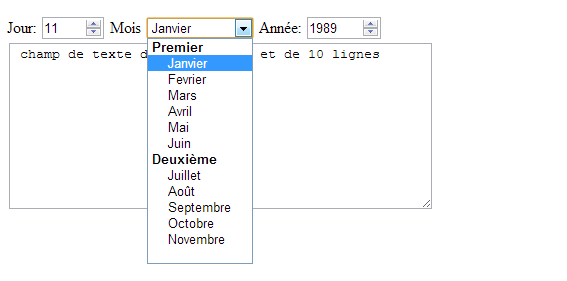 Jour: 11 Mois Janvier Année: 1989
champ de texte d et de 10 lignes
Premier
Janvier
Fevrier
Mars
Avril
Mai
Juin
Deuxième
Juillet
Août
Septembre
Octobre
Novembre